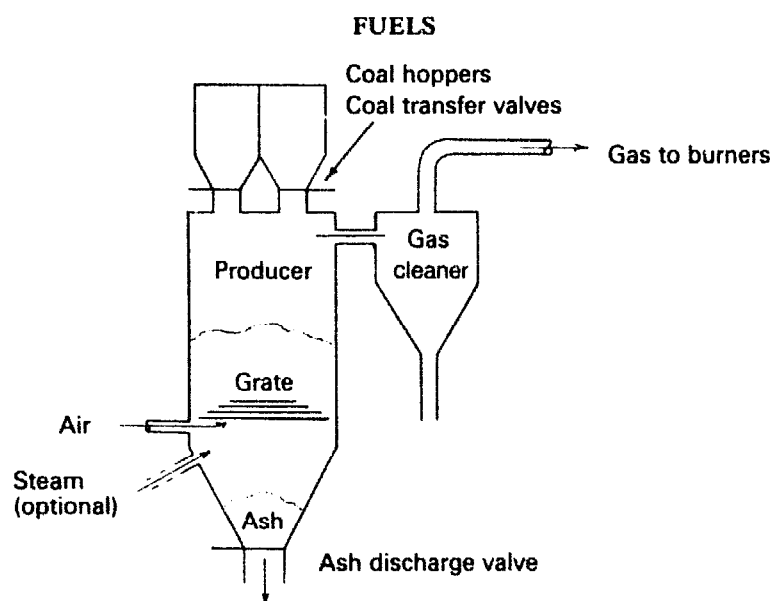 FUELS
Coal hoppers
Coal transfer valves
Gas to burners
Gas
cleaner
Producer
Grate
Air
Steam
(optional)
Ash
Ash discharge valve